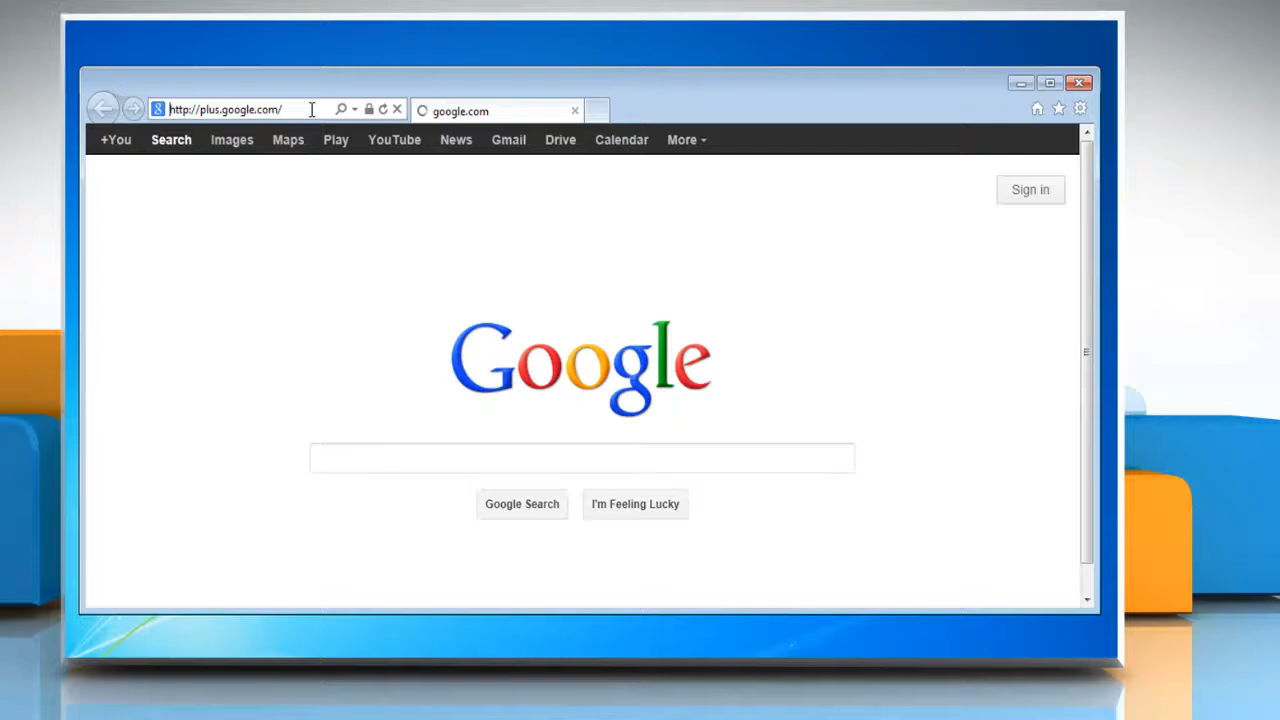 http://plus.google.com/
google.com
+You Search Images Maps Play YouTube News Gmail Drive Calendar More
Sign in
Google
Google Search I'm Feeling Lucky